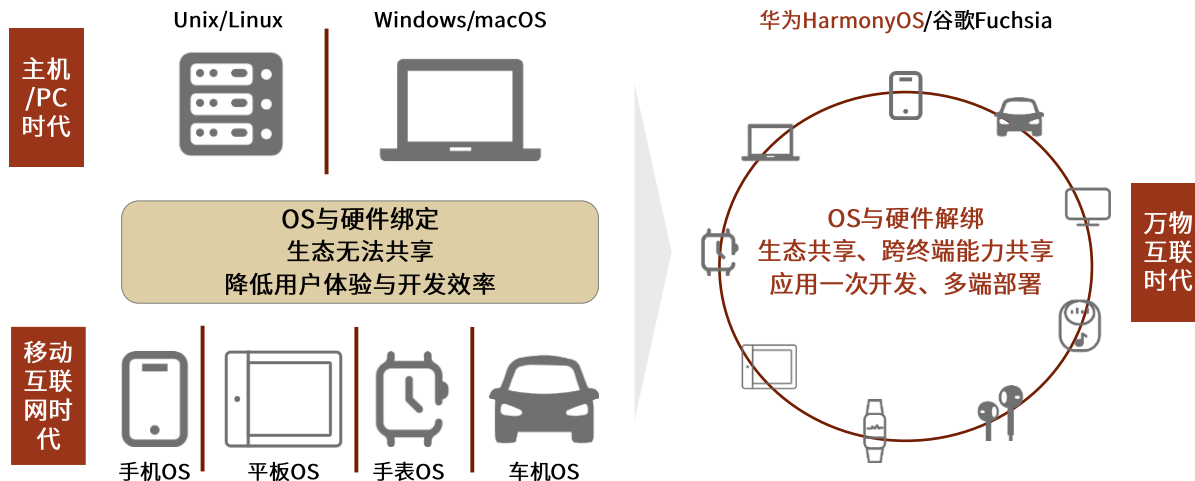 Unix/Linux
Windows/macOS
主机
/PC
时代
OS与硬件绑定
生态无法共享
降低用户体验与开发效率
移动
互联
网时
代
手机OS
平板OS
手表OS
车机OS
华为HarmonyOS/谷歌Fuchsia
OS与硬件解绑
生态共享、跨终端能力共享
应用一次开发、多端部署
万物
互联
时代